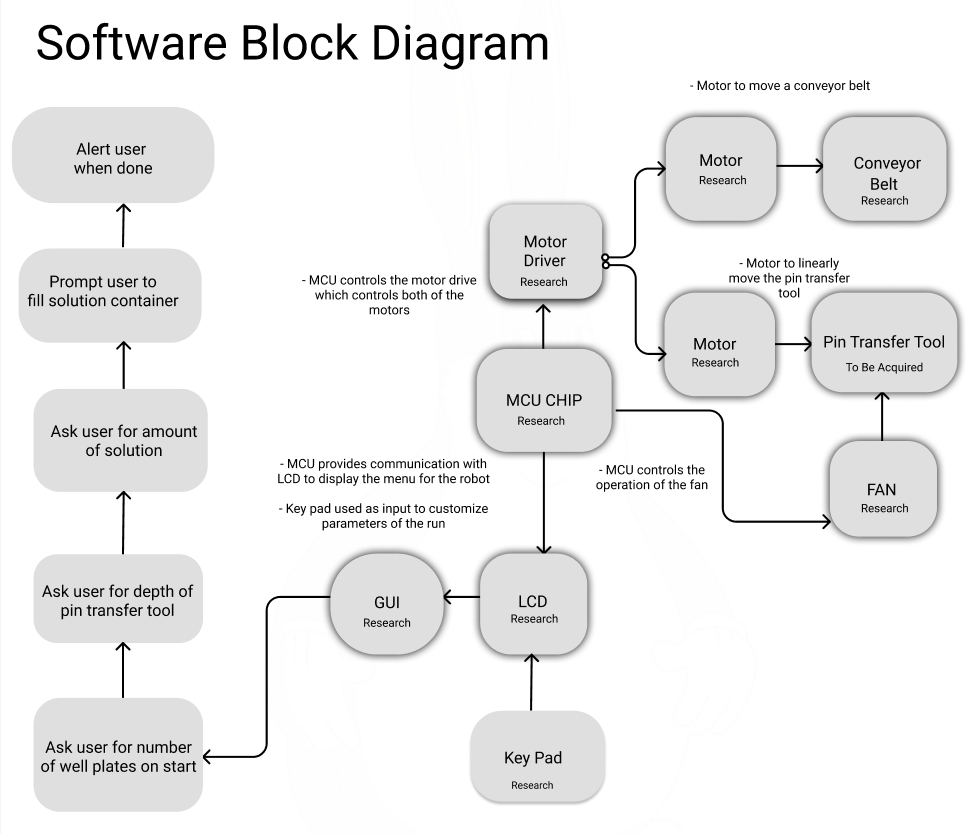 Software Block Diagram
- Motor to move a conveyor belt
Alert user
when done
Motor
Research
Conveyor
Belt
Research
Motor
Driver
Research
Prompt user to
fill solution container
- MCU controls the motor drive
which controls both of the
motors
- Motor to linearly
move the pin transfer
tool
Motor
Research
Pin Transfer Tool
To Be Acquired
MCU CHIP
Research
Ask user for amount
of solution
- MCU provides communication with
LCD to display the menu for the robot
- Key pad used as input to customize
parameters of the run
- MCU controls the
operation of the fan
FAN
Research
Ask user for depth of
pin transfer tool
GUI
Research
LCD
Research
Ask user for number
of well plates on start
Key Pad
Research